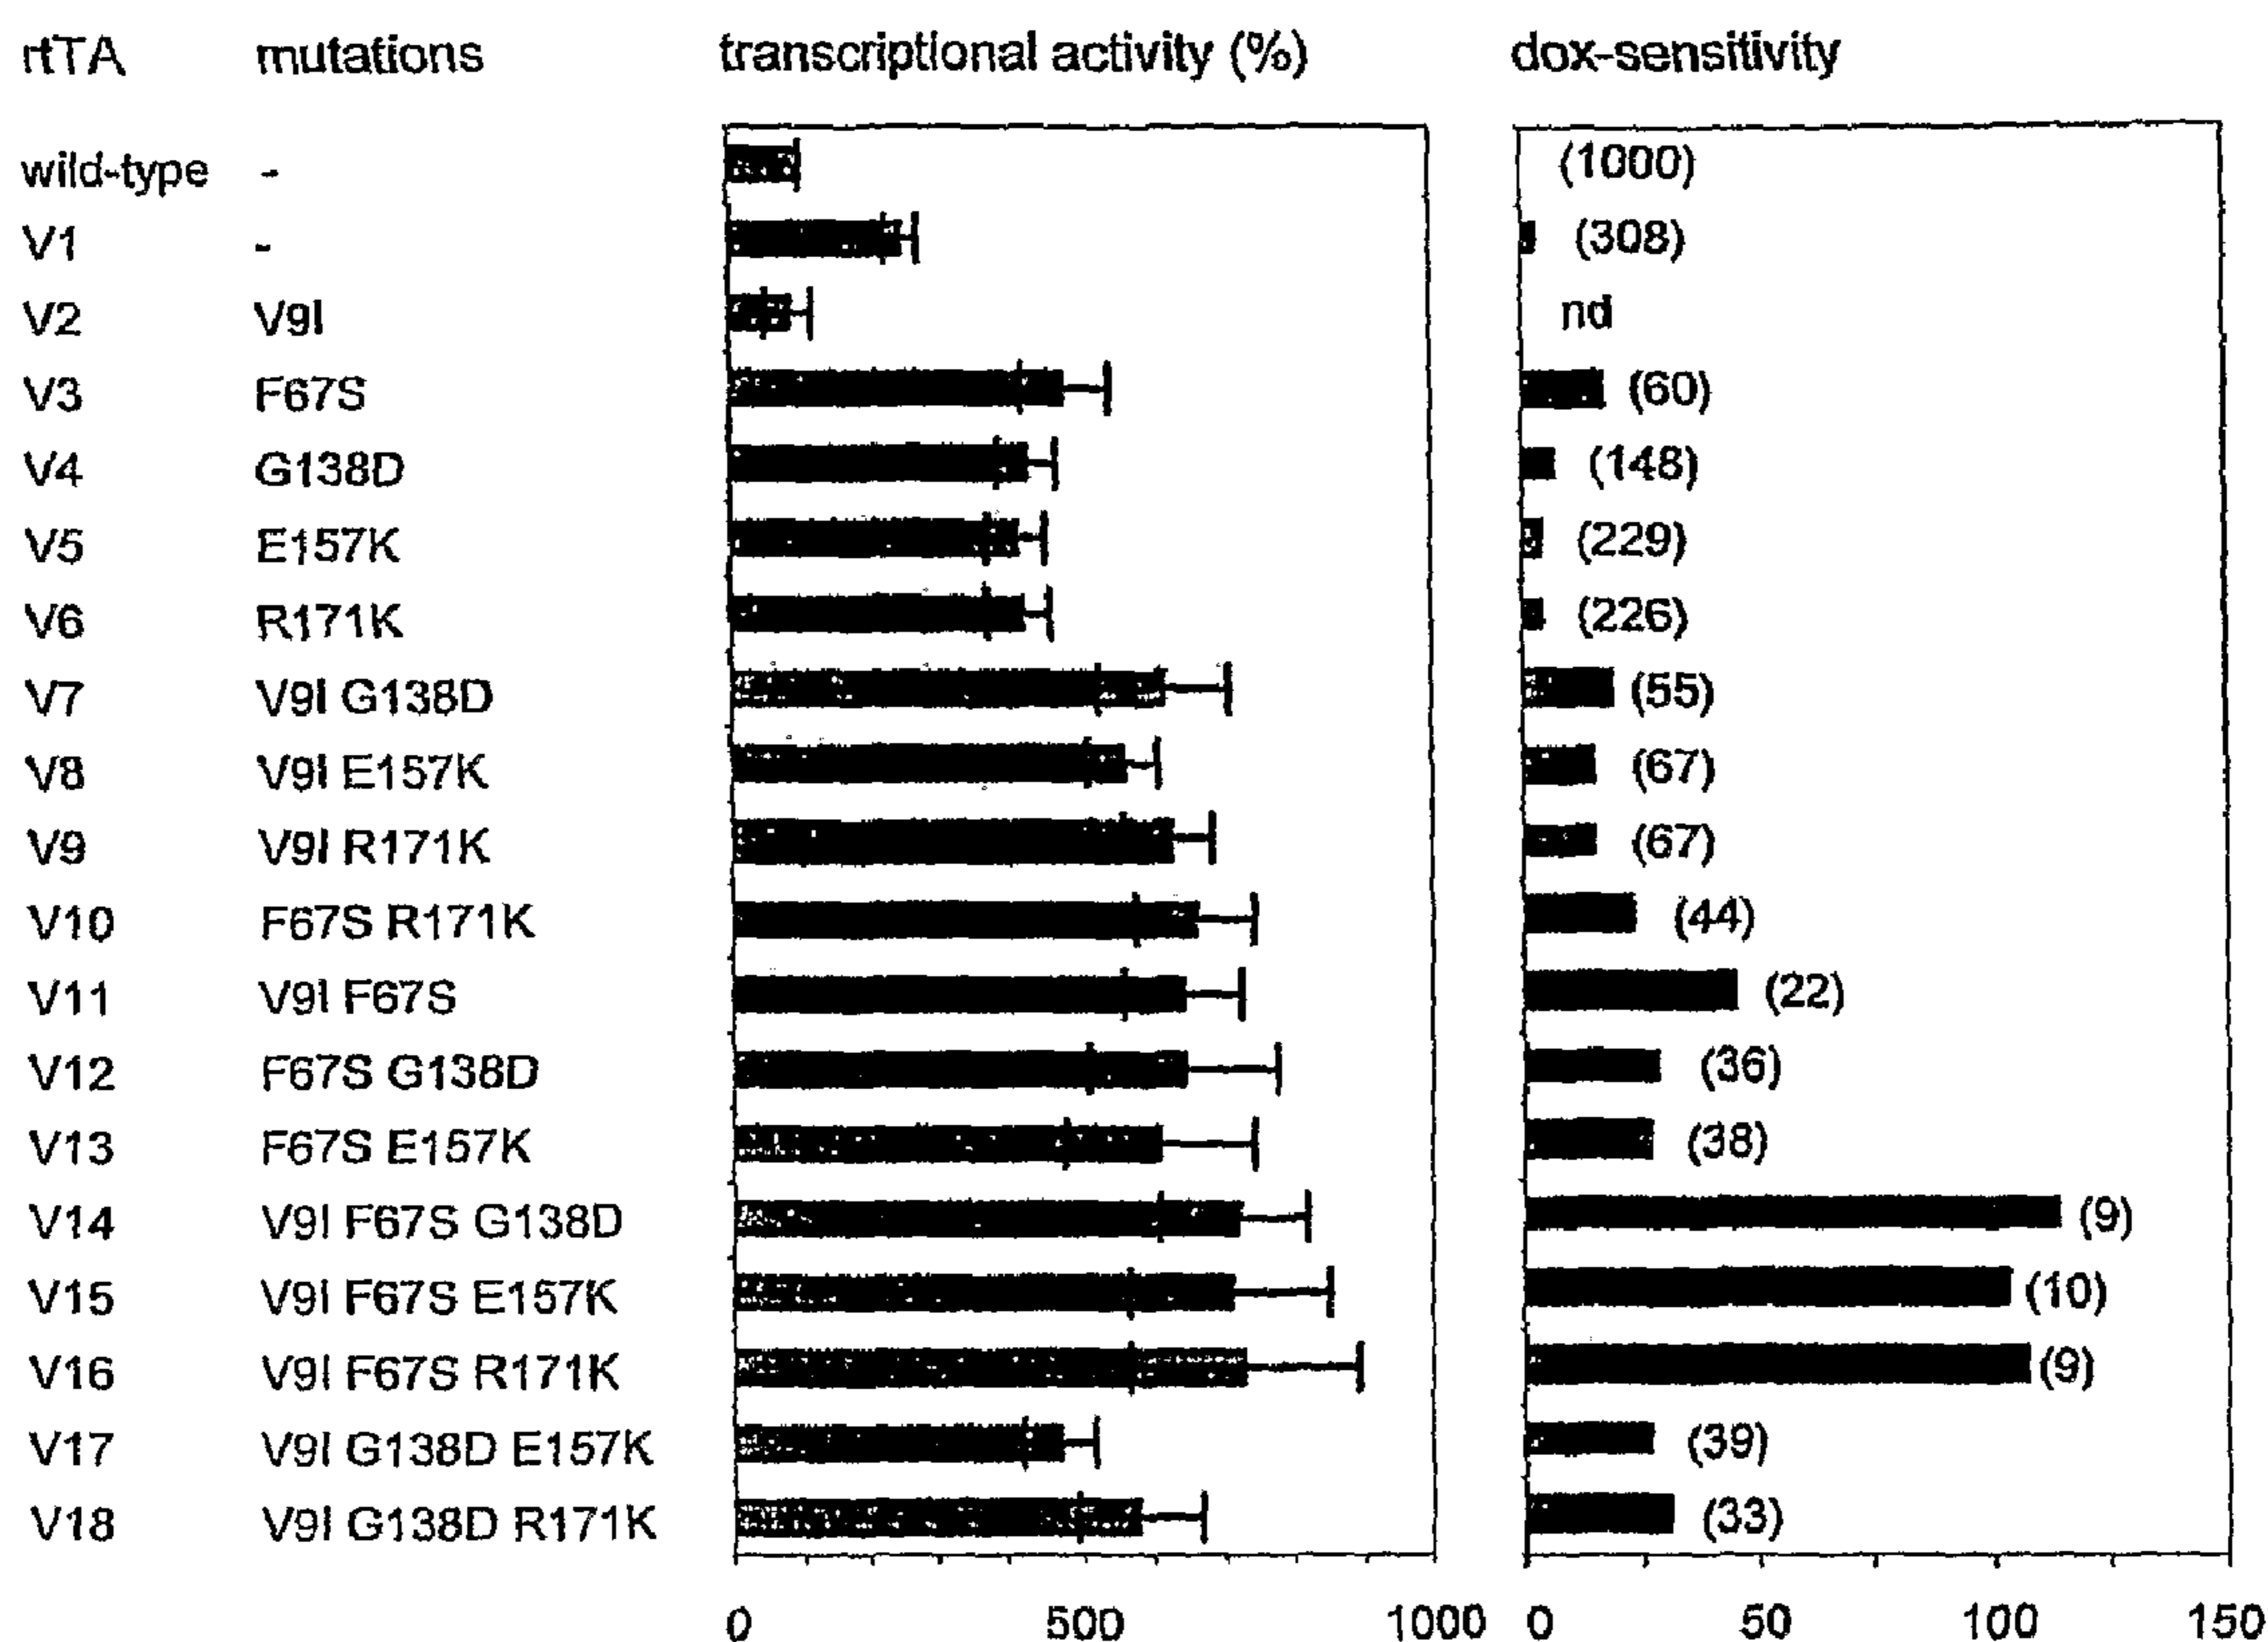 rtTA mutations transcriptional activity (%) dox-sensitivity
wild-type - (1000)
V1 - (308)
V2 V9I nd
V3 F67S (60)
V4 G138D (148)
V5 E157K (229)
V6 R171K (226)
V7 V9I G138D (55)
V8 V9I E157K (67)
V9 V9I R171K (67)
V10 F67S R171K (44)
V11 V9I F67S (22)
V12 F67S G138D (36)
V13 F67S E157K (38)
V14 V9I F67S G138D (9)
V15 V9I F67S E157K (10)
V16 V9I F67S R171K (9)
V17 V9I G138D E157K (39)
V18 V9I G138D R171K (33)
0 500 1000 0 50 100 150